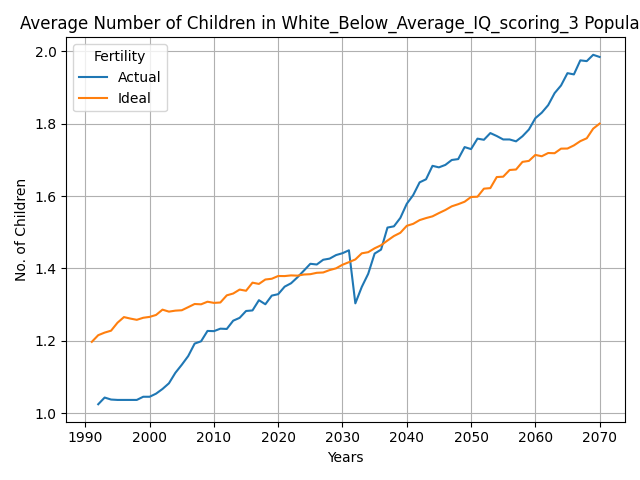 Average Number of Children in White_Below_Average_IQ_scoring_3 Popula
Fertility
Actual
Ideal
2.0
1.8
1.6
1.4
1.2
1.0
No. of Children
1990 2000 2010 2020 2030 2040 2050 2060 2070
Years